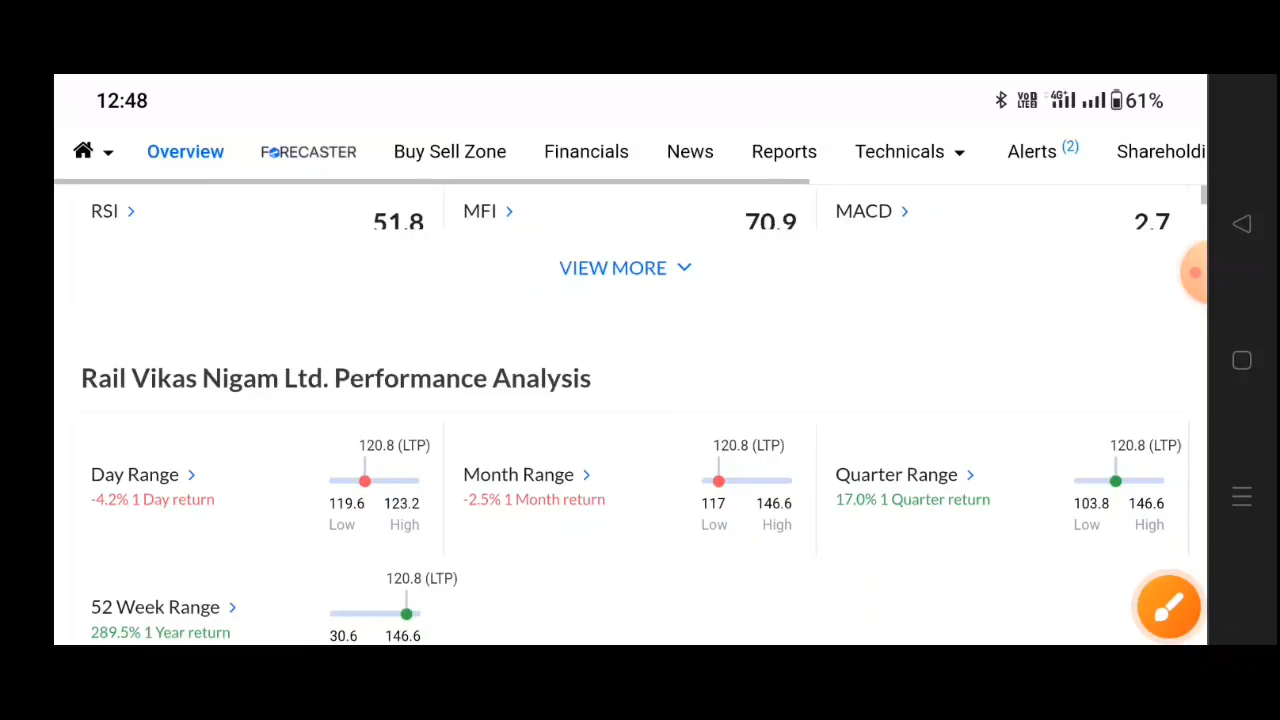 12:48
VoD LTE 4G+ 61%
Overview FORECASTER Buy Sell Zone Financials News Reports Technicals Alerts (2) Shareholdi
RSI 51.8 MFI 70.9 MACD 2.7
VIEW MORE
Rail Vikas Nigam Ltd. Performance Analysis
120.8 (LTP) 120.8 (LTP) 120.8 (LTP)
Day Range Month Range Quarter Range
-4.2% 1 Day return 119.6 123.2 -2.5% 1 Month return 117 146.6 17.0% 1 Quarter return 103.8 146.6
Low High Low High Low High
120.8 (LTP)
52 Week Range
289.5% 1 Year return 30.6 146.6